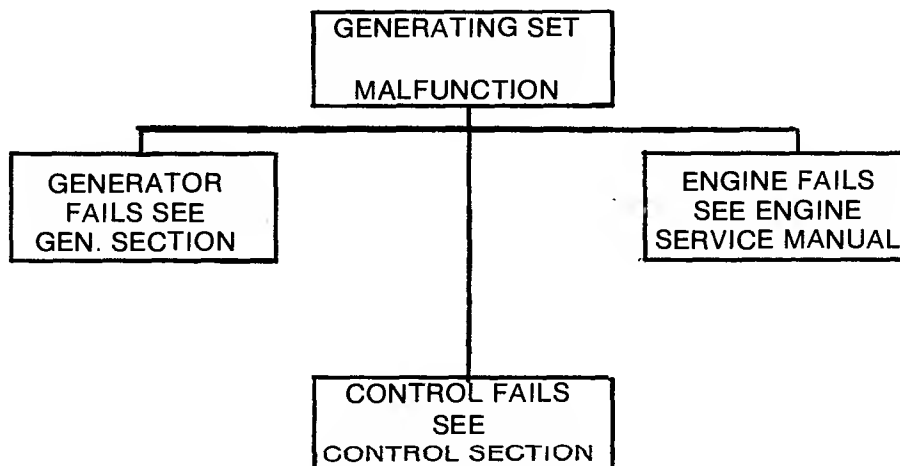 GENERATING SET
MALFUNCTION
GENERATOR
FAILS SEE
GEN. SECTION
ENGINE FAILS
SEE ENGINE
SERVICE MANUAL
CONTROL FAILS
SEE
CONTROL SECTION